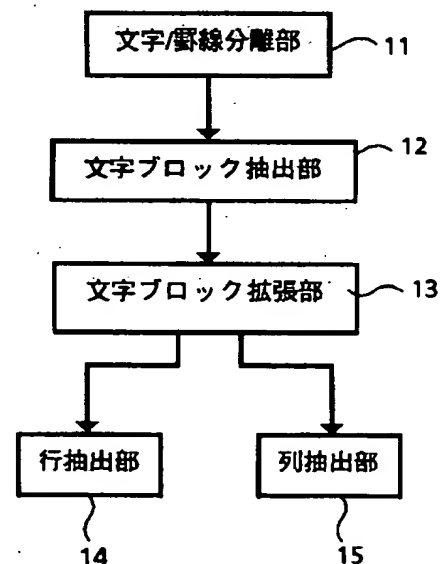 文字/罫線分離部
11
文字ブロック抽出部
12
文字ブロック拡張部
13
行抽出部
列抽出部
14
15